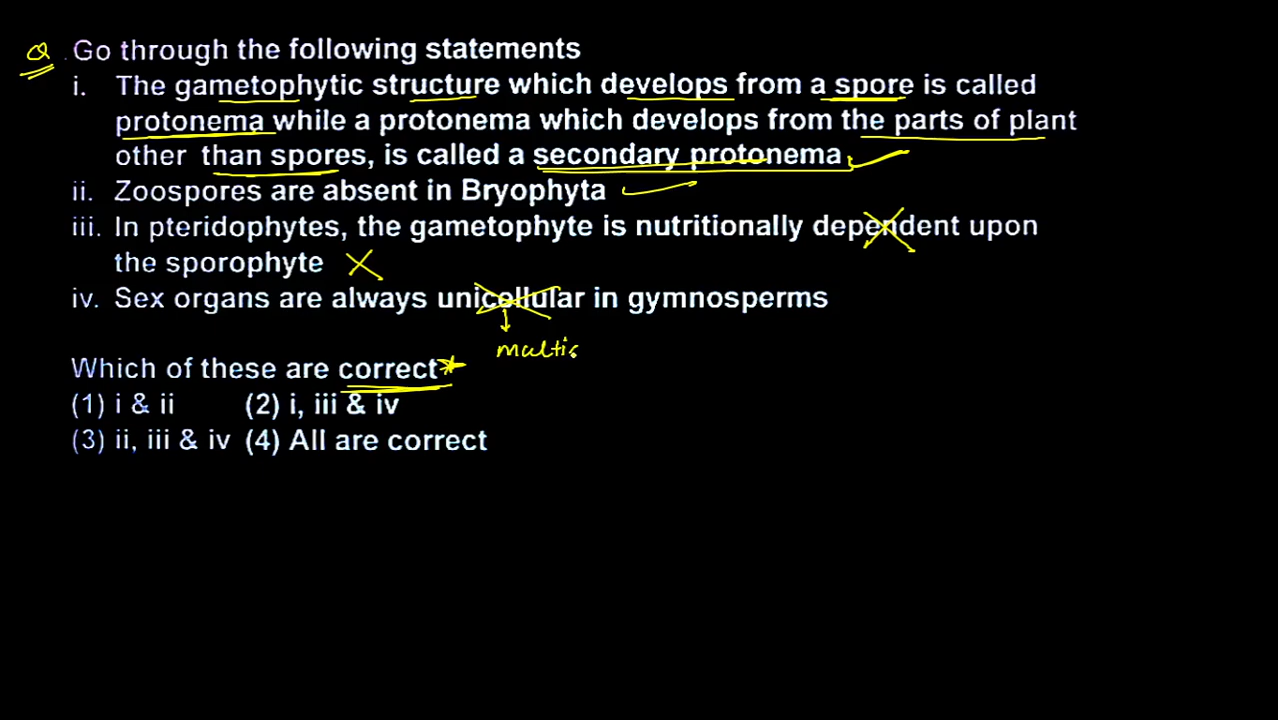 Q. Go through the following statements
i. The gametophytic structure which develops from a spore is called
protonema while a protonema which develops from the parts of plant
other than spores, is called a secondary protonema.
ii. Zoospores are absent in Bryophyta
iii. In pteridophytes, the gametophyte is nutritionally dependent upon
the sporophyte
iv. Sex organs are always unicellular in gymnosperms
multic
Which of these are correct
(1) i & ii (2) i, iii & iv
(3) ii, iii & iv (4) All are correct